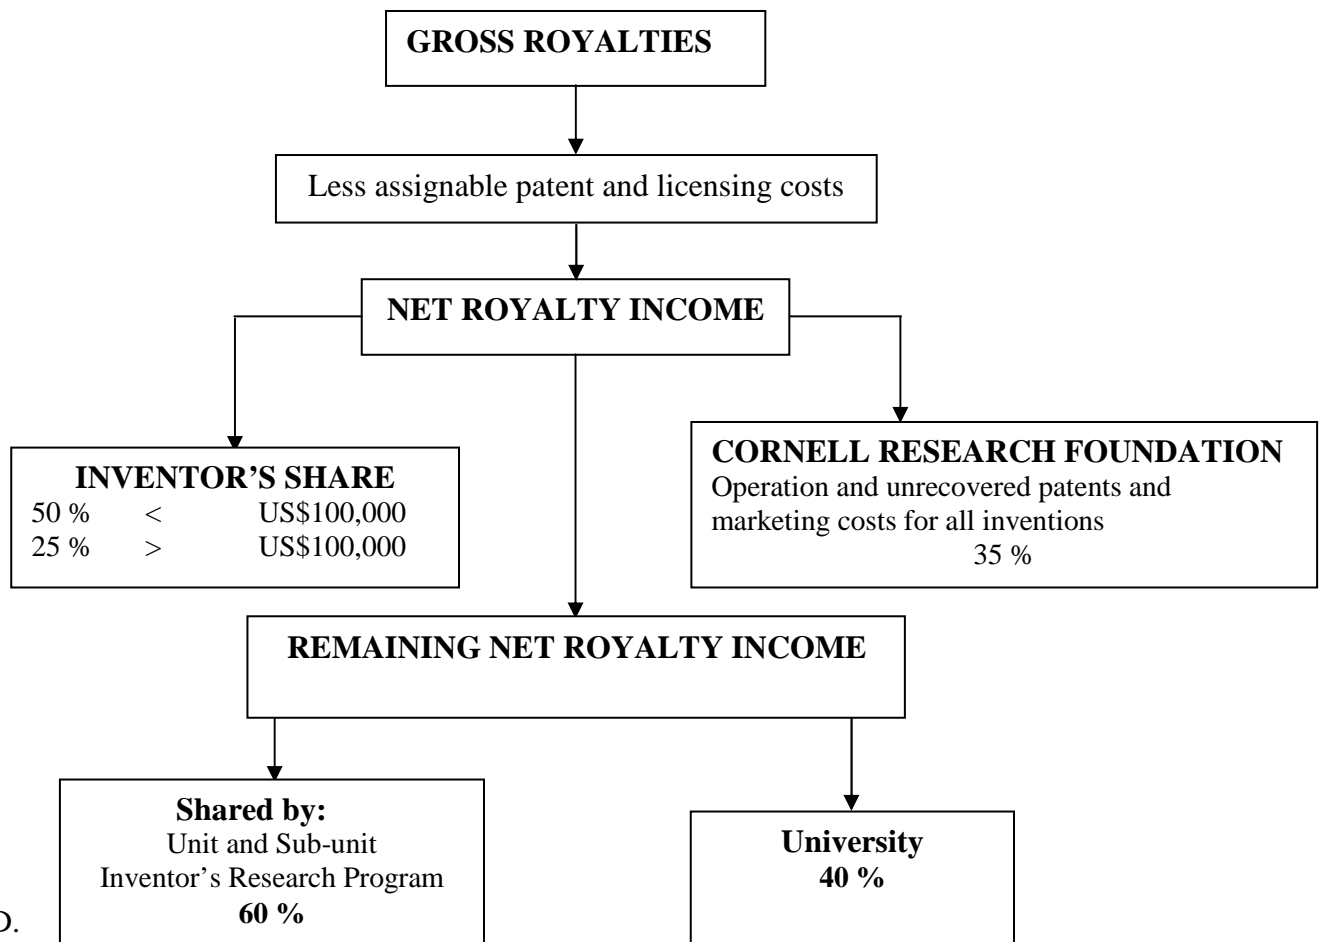 GROSS ROYALTIES
Less assignable patent and licensing costs
NET ROYALTY INCOME
INVENTOR’S SHARE
50 % < US$100,000
25 % > US$100,000
CORNELL RESEARCH FOUNDATION
Operation and unrecovered patents and
marketing costs for all inventions
35 %
REMAINING NET ROYALTY INCOME
Shared by:
Unit and Sub-unit
Inventor’s Research Program
60 %
University
40 %